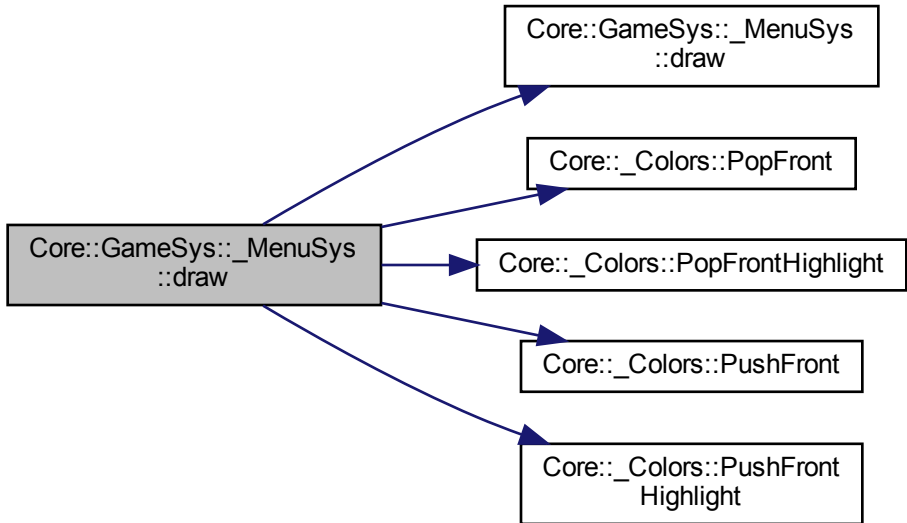 Core::GameSys::_MenuSys
::draw
Core::GameSys::_MenuSys
::draw
Core::_Colors::PopFront
Core::_Colors::PopFrontHighlight
Core::_Colors::PushFront
Core::_Colors::PushFront
Highlight